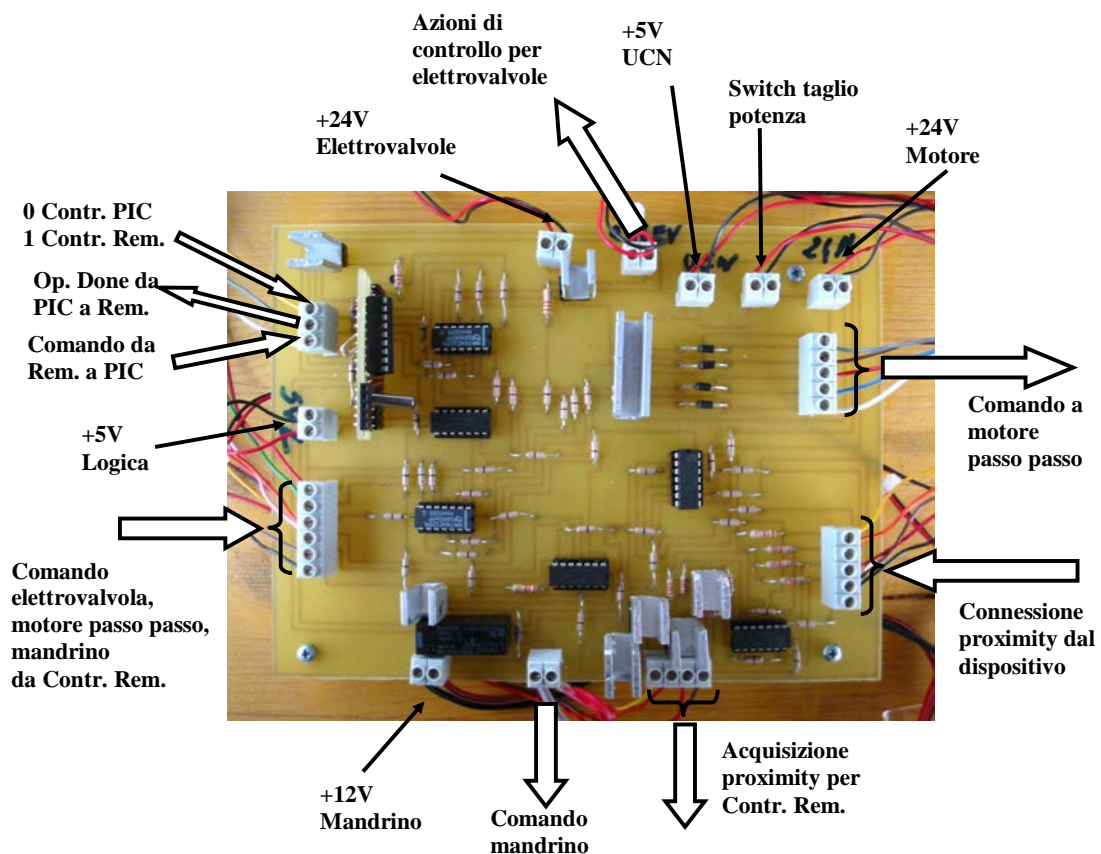 Azioni di
controllo per
elettrovalvole
+5V
UCN
Switch taglio
potenza
+24V
Elettrovalvole
+24V
Motore
0 Contr. PIC
1 Contr. Rem.
Op. Done da
PIC a Rem.
Comando da
Rem. a PIC
+5V
Logica
Comando a
motore
passo passo
Comando
elettrovalvola,
motore passo passo,
mandrino
da Contr. Rem.
Connessione
proximity dal
dispositivo
+12V
Mandrino
Comando
mandrino
Acquisizione
proximity per
Contr. Rem.